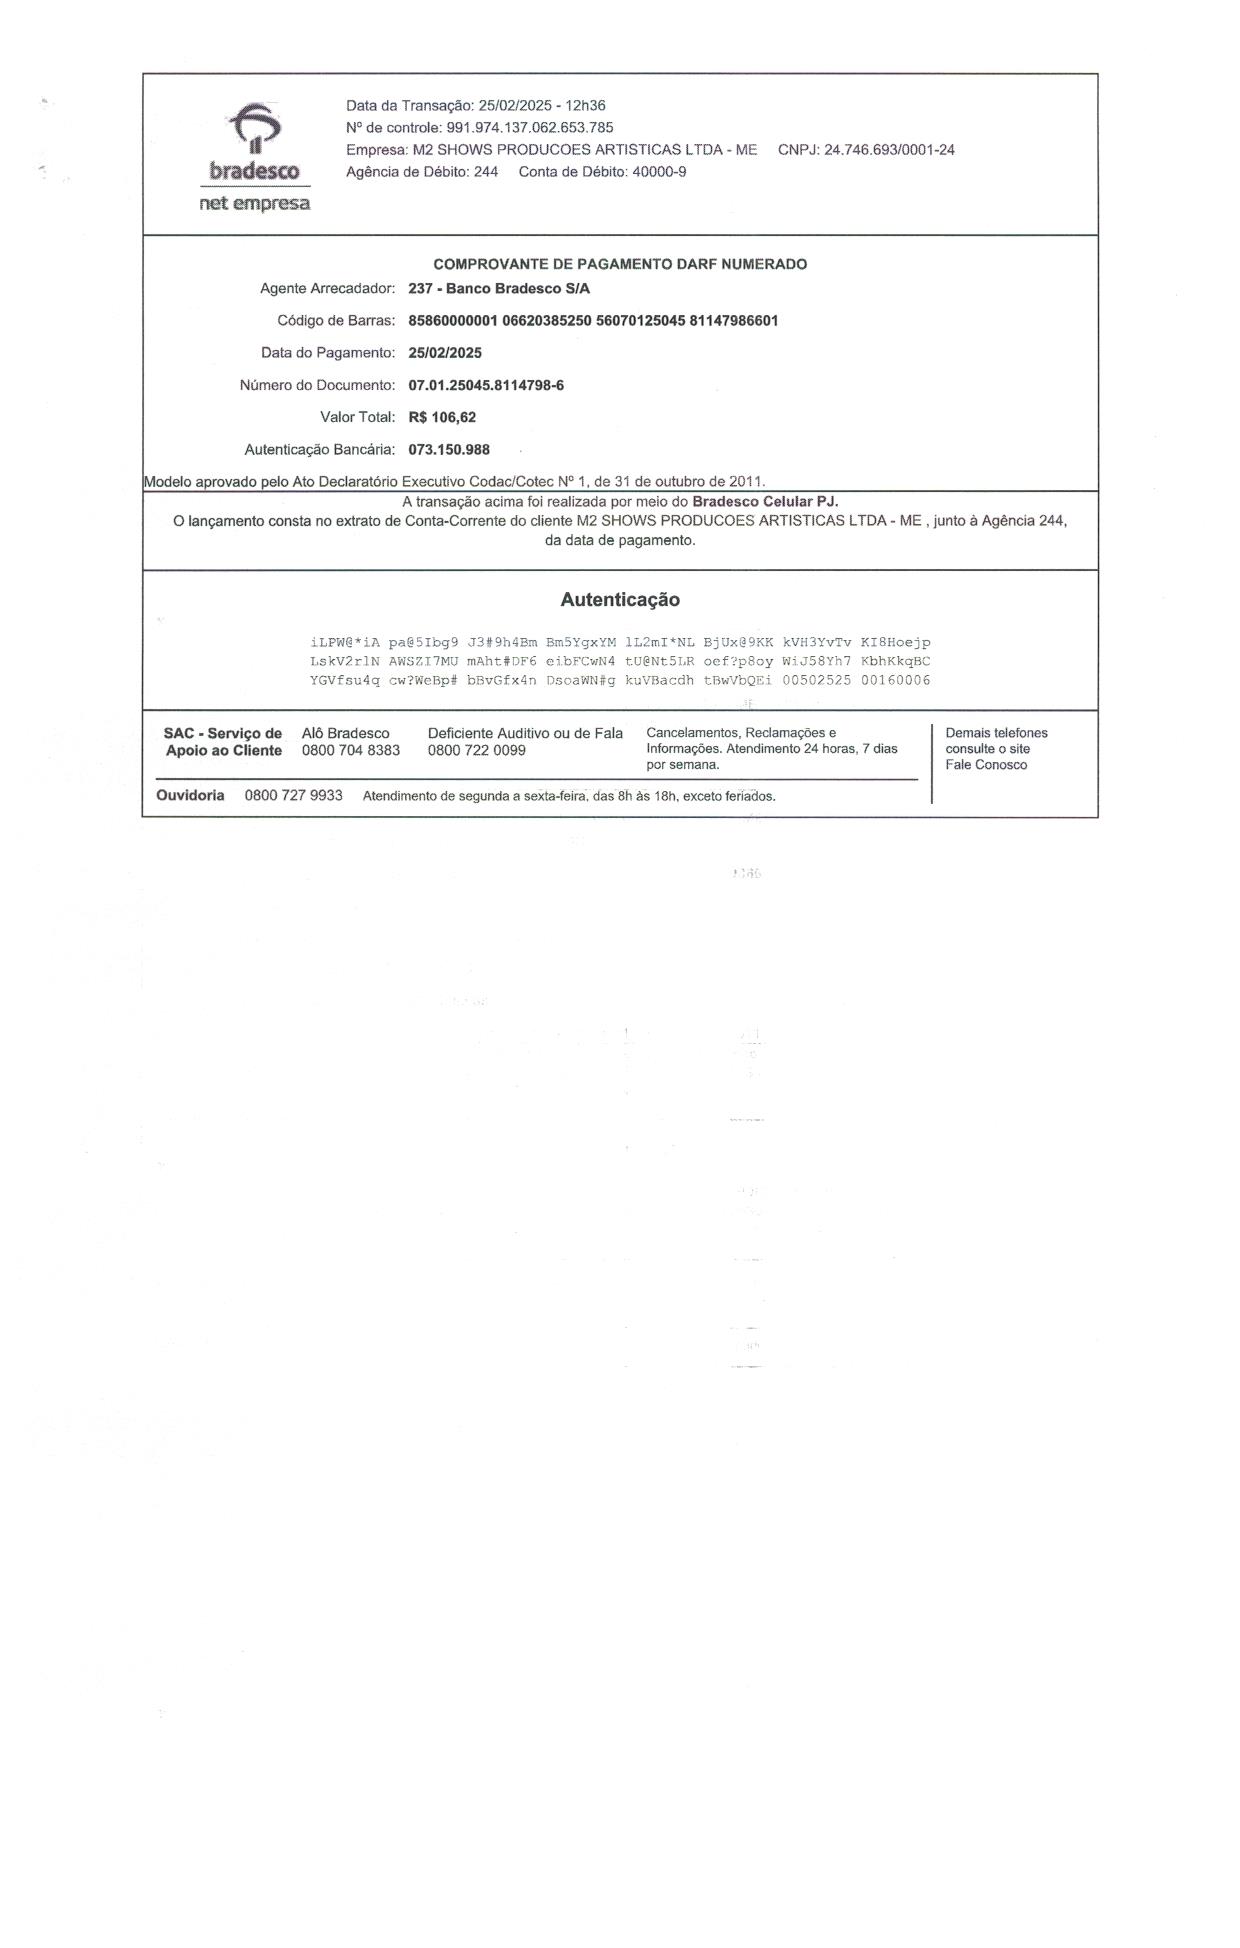 bradesco
net empresa
Data da Transação: 25/02/2025 - 12h36
Nº de controle: 991.974.137.062.653.785
Empresa: M2 SHOWS PRODUCOES ARTISTICAS LTDA - ME CNPJ: 24.746.693/0001-24
Agência de Débito: 244 Conta de Débito: 40000-9
COMPROVANTE DE PAGAMENTO DARF NUMERADO
Agente Arrecadador: 237 - Banco Bradesco S/A
Código de Barras: 85860000001 06620385250 56070125045 81147986601
Data do Pagamento: 25/02/2025
Número do Documento: 07.01.25045.8114798-6
Valor Total: R$ 106,62
Autenticação Bancária: 073.150.988
Modelo aprovado pelo Ato Declaratório Executivo Codac/Cotec Nº 1, de 31 de outubro de 2011.
A transação acima foi realizada por meio do Bradesco Celular PJ.
O lançamento consta no extrato de Conta-Corrente do cliente M2 SHOWS PRODUCOES ARTISTICAS LTDA - ME , junto à Agência 244,
da data de pagamento.
Autenticação
iLPW@*iA pa@5Ibg9 J3#9h4Bm Bm5YgxYM lL2mI*NL BjUx@9KK kVH3YvTv KI8Hoejp
LskV2rlN AWSZI7MU mAht#DF6 eibFCwN4 tU@Nt5LR oef?p8oy WiJ58Yh7 KbhKkqBC
YGVfsu4q cw?WeBp# bBvGfx4n DsoaWN#g kuVBacdh tBwVbQEi 00502525 00160006
SAC - Serviço de Apoio ao Cliente
Alô Bradesco
0800 704 8383
Deficiente Auditivo ou de Fala
0800 722 0099
Cancelamentos, Reclamações e
Informações. Atendimento 24 horas, 7 dias
por semana.
Demais telefones
consulte o site
Fale Conosco
Ouvidoria 0800 727 9933 Atendimento de segunda a sexta-feira, das 8h às 18h, exceto feriados.